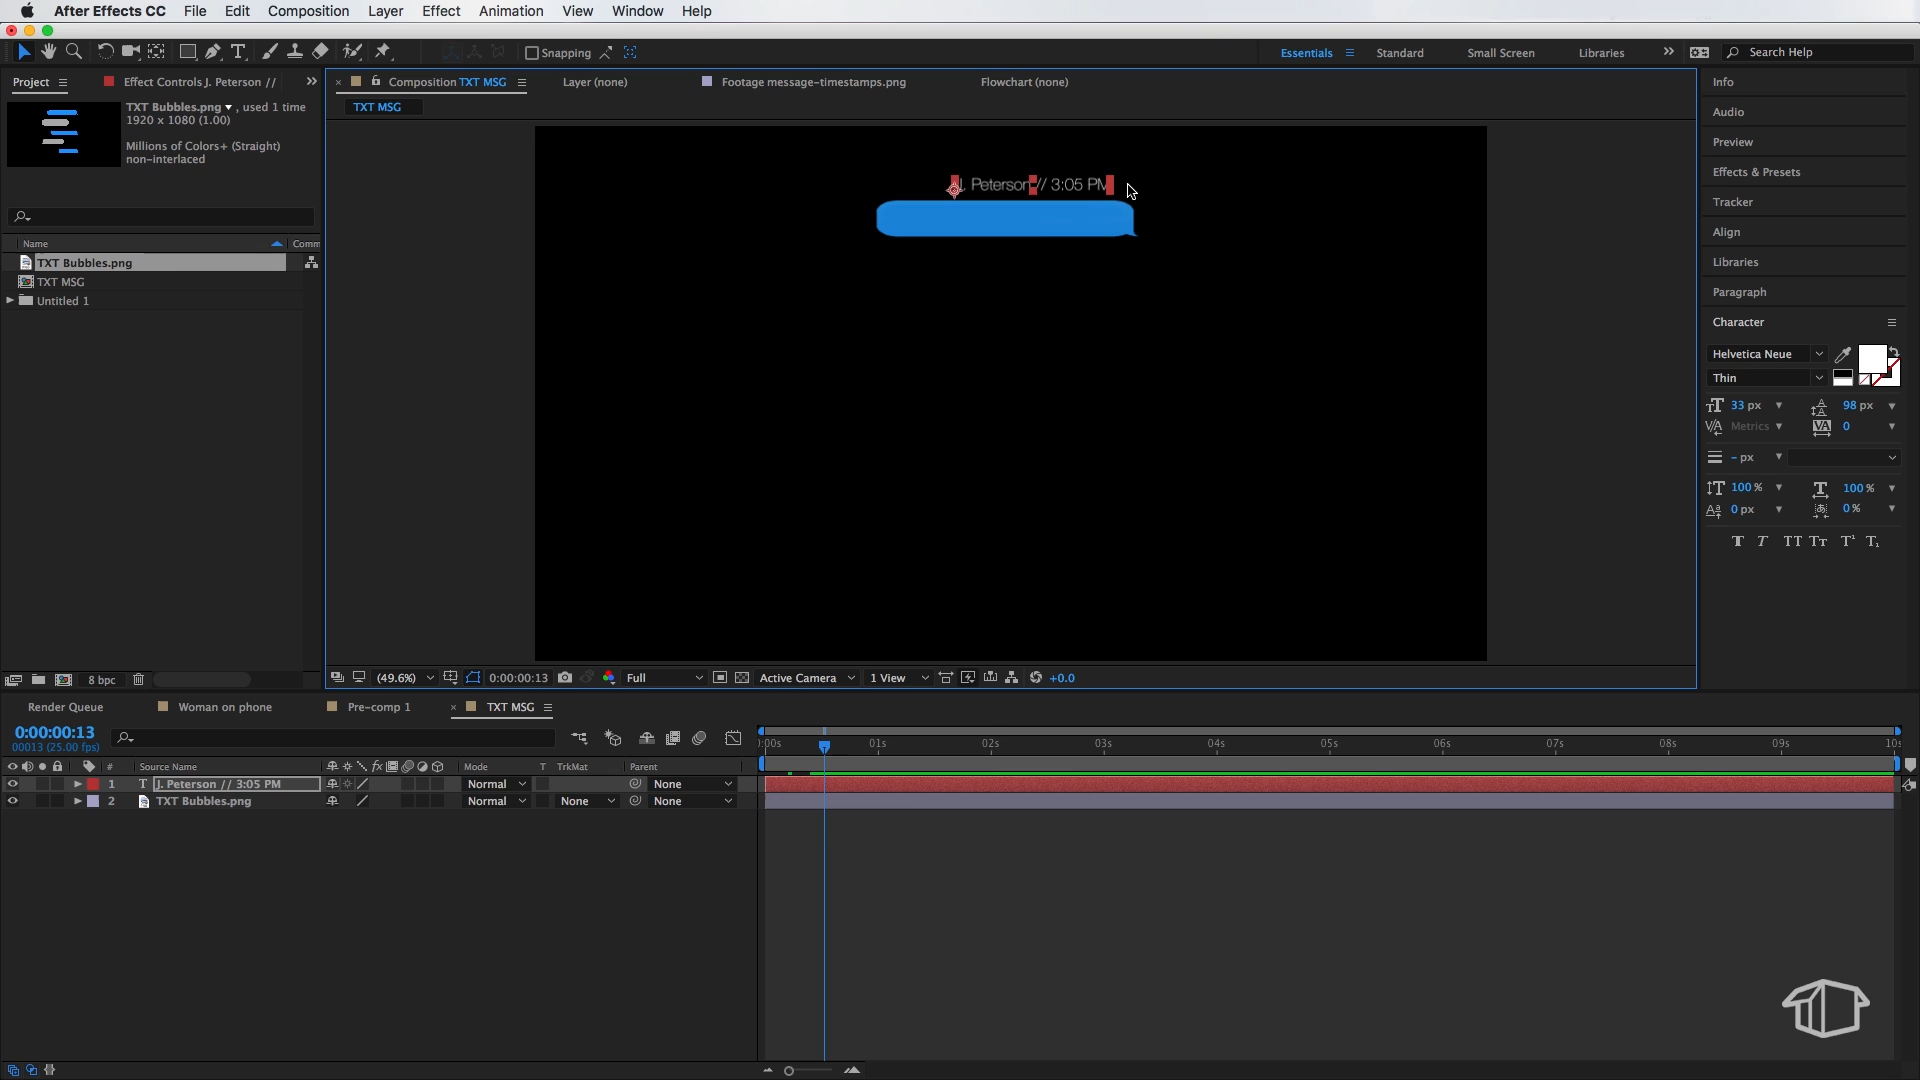 After Effects CC File Edit Composition Layer Effect Animation View Window Help
Snapping Essentials Standard Small Screen Libraries Search Help
Project Effect Controls J. Peterson // Composition TXT MSG Layer (none) Footage message-timestamps.png Flowchart (none)
TXT Bubbles.png , used 1 time
1920 x 1080 (1.00)
Millions of Colors+ (Straight)
non-interlaced
TXT MSG
Name Comm
TXT Bubbles.png
TXT MSG
Untitled 1
J. Peterson // 3:05 PM
Info
Audio
Preview
Effects & Presets
Tracker
Align
Libraries
Paragraph
Character
Helvetica Neue
Thin
33 px 98 px
Metrics 0
- px
100 % 100 %
0 px 0 %
8 bpc (49.6%) 0:00:00:13 Full Active Camera 1 View +0.0
Render Queue Woman on phone Pre-comp 1 TXT MSG
0:00:00:13
00013 (25.00 fps)
:00s 01s 02s 03s 04s 05s 06s 07s 08s 09s 10s
# Source Name Mode T TrkMat Parent
1 T J. Peterson // 3:05 PM Normal None
2 TXT Bubbles.png Normal None None